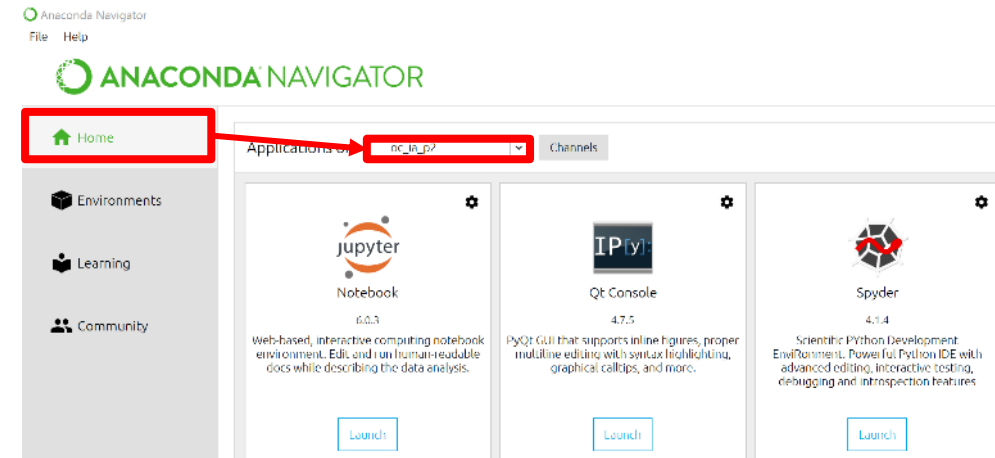 Anaconda Navigator
File Help
ANACONDA NAVIGATOR
Home
Applications on
Channels
Environments
Learning
Community
jupyter
Notebook
6.0.3
Web-based, interactive computing notebook
environment. Edit and run human-readable
docs while describing the data analysis.
Launch
IP[y]:
Qt Console
4.7.5
PyQt GUI that supports inline figures, proper
multiline editing with syntax highlighting,
graphical calltips, and more.
Launch
Spyder
4.1.4
Scientific PYthon Development
EnviRonment. Powerful Python IDE with
advanced editing, interactive testing,
debugging and introspection features
Launch